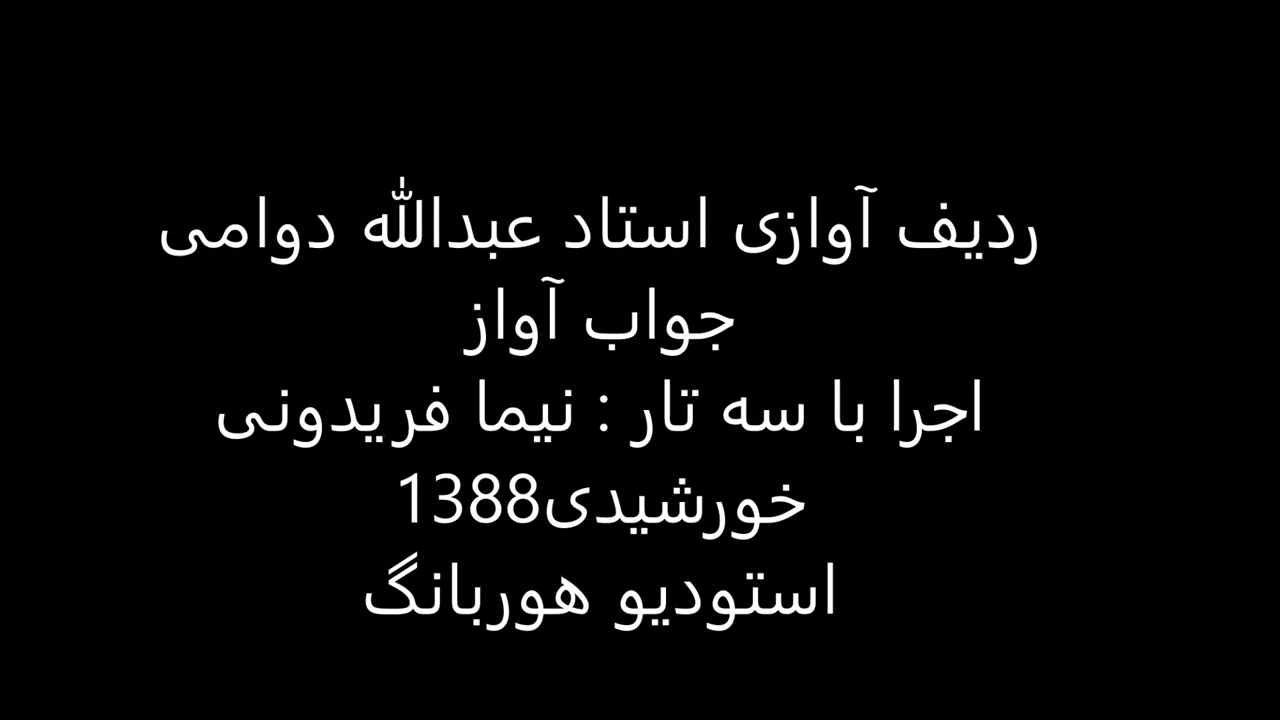 ردیف آوازی استاد عبدالله دوامی
جواب آواز
اجرا با سه تار : نیما فریدونی
خورشیدی1388
استودیو هوربانگ